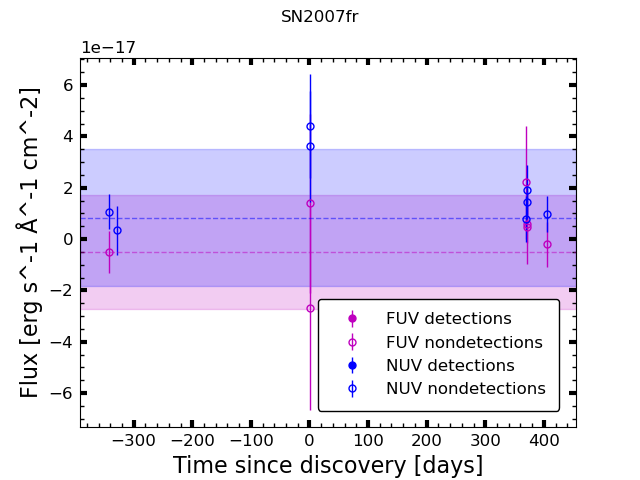 SN2007fr
1e−17
6
4
2
0
−2
−4
−6
Flux [erg s^-1 Å^-1 cm^-2]
FUV detections
FUV nondetections
NUV detections
NUV nondetections
−300 −200 −100 0 100 200 300 400
Time since discovery [days]